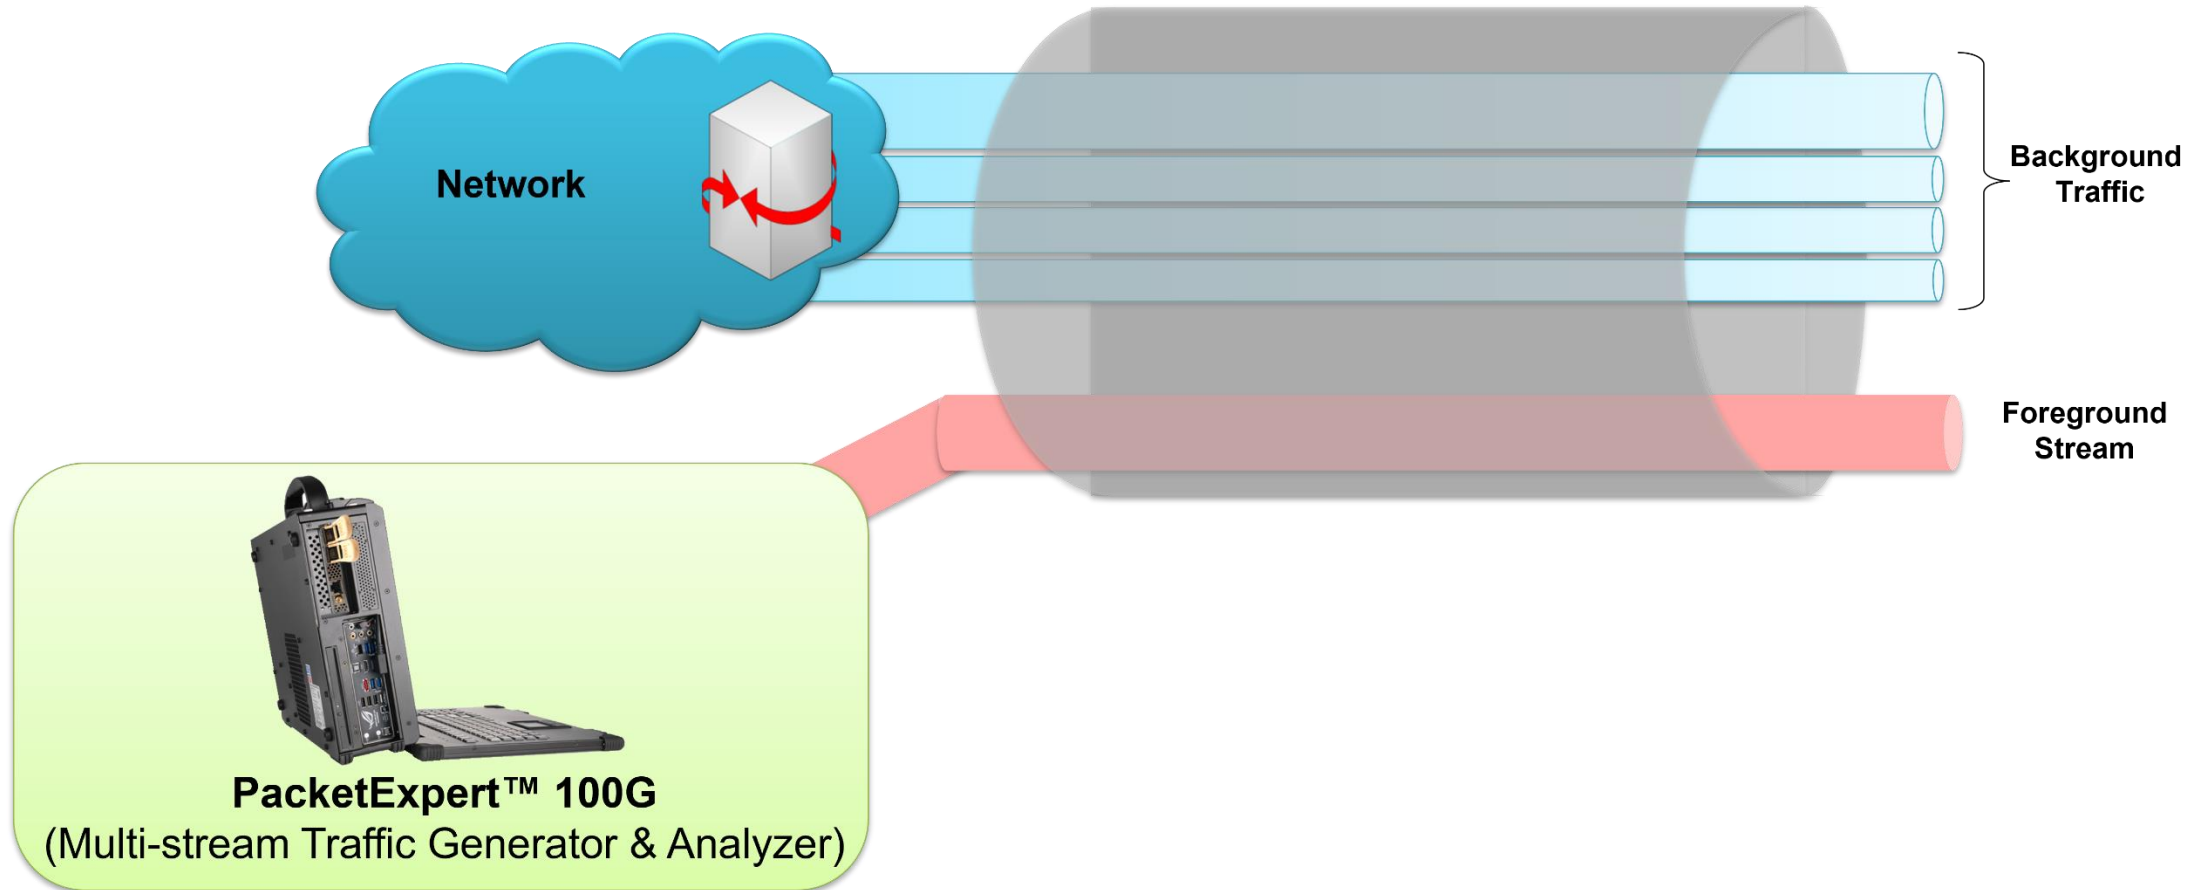 Network
Background
Traffic
Foreground
Stream
PacketExpert™ 100G
(Multi-stream Traffic Generator & Analyzer)